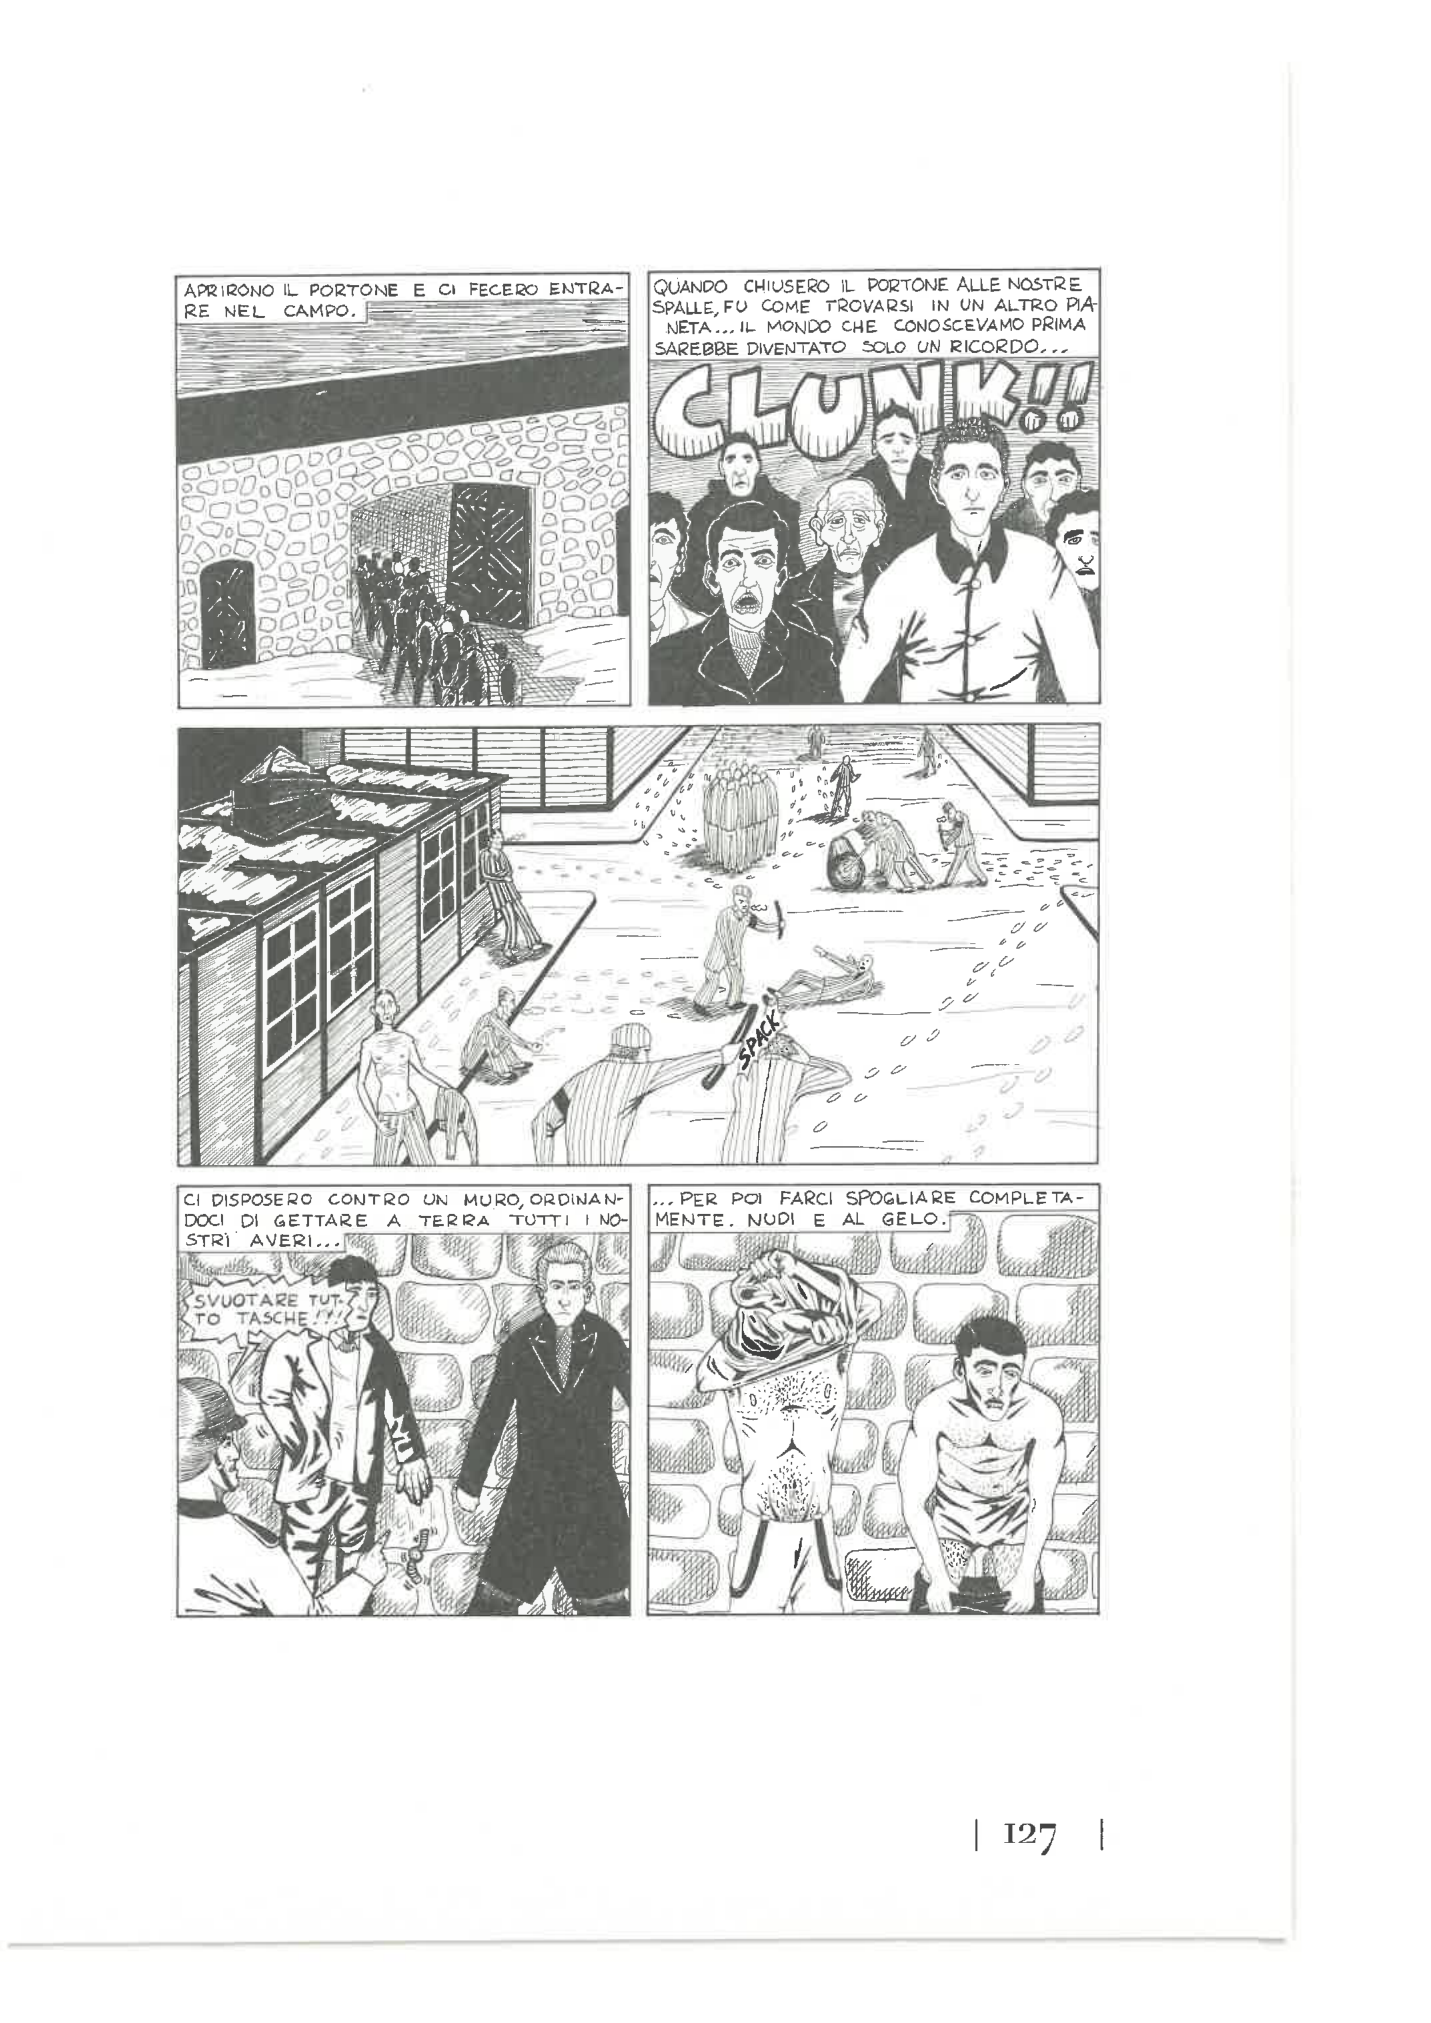 APRIRONO IL PORTONE E CI FECERO ENTRA-
RE NEL CAMPO.
QUANDO CHIUSERO IL PORTONE ALLE NOSTRE
SPALLE, FU COME TROVARSI IN UN ALTRO PIA-
NETA... IL MONDO CHE CONOSCEVAMO PRIMA
SAREBBE DIVENTATO SOLO UN RICORDO...
CLUNK!!
SPACK
CI DISPOSERO CONTRO UN MURO, ORDINAN-
DOCI DI GETTARE A TERRA TUTTI I NO-
STRI AVERI...
SVUOTARE TUT-
TO TASCHE!!!
...PER POI FARCI SPOGLIARE COMPLETA-
MENTE. NUDI E AL GELO.
| 127 |